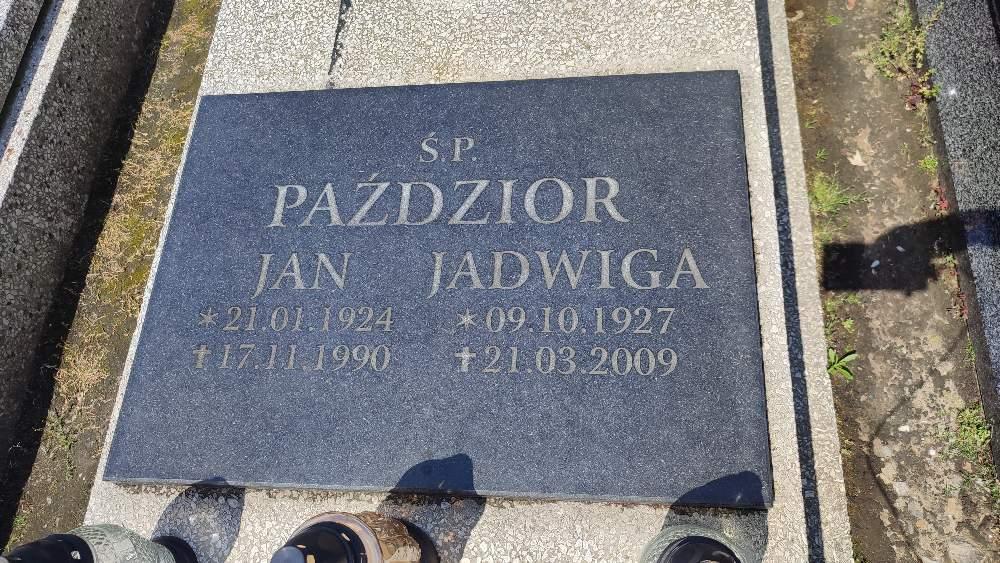 Ś.P.
PAŹDZIOR
JAN JADWIGA
*21.01.1924 *09.10.1927
✝17.11.1990 ✝21.03.2009